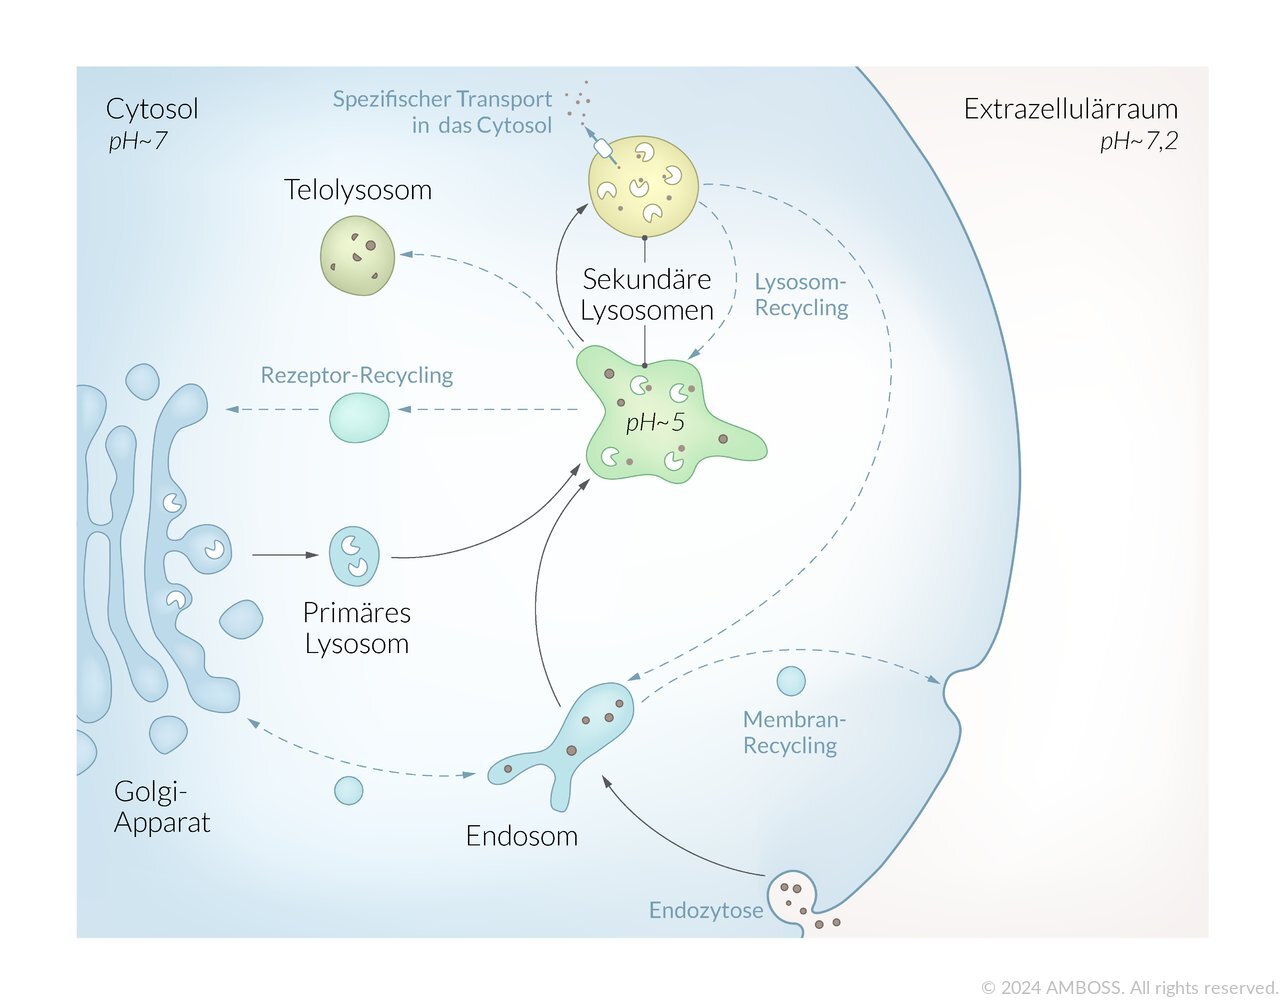 Cytosol
pH~7
Spezifischer Transport
in das Cytosol
Extrazellulärraum
pH~7,2
Telolysosom
Sekundäre
Lysosomen
Lysosom-
Recycling
Rezeptor-Recycling
pH~5
Primäres
Lysosom
Membran-
Recycling
Golgi-
Apparat
Endosom
Endozytose
© 2024 AMBOSS. All rights reserved.